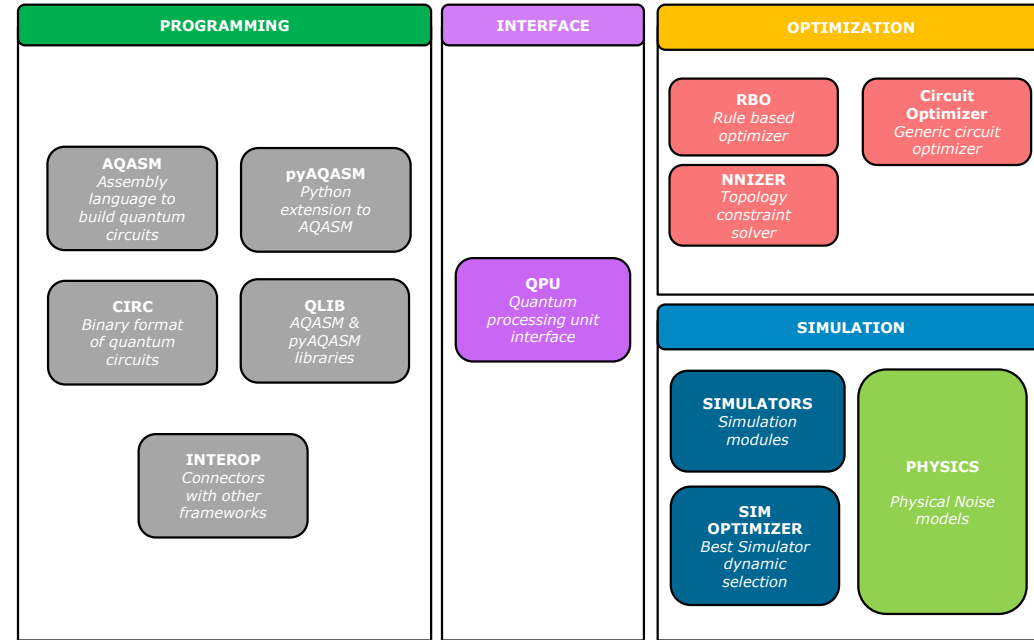 PROGRAMMING
AQASM
Assembly
language to
build quantum
circuits
pyAQASM
Python
extension to
AQASM
CIRC
Binary format
of quantum
circuits
QLIB
AQASM &
pyAQASM
libraries
INTEROP
Connectors
with other
frameworks
INTERFACE
QPU
Quantum
processing unit
interface
OPTIMIZATION
RBO
Rule based
optimizer
Circuit
Optimizer
Generic circuit
optimizer
NNIZER
Topology
constraint
solver
SIMULATION
SIMULATORS
Simulation
modules
SIM
OPTIMIZER
Best Simulator
dynamic
selection
PHYSICS
Physical Noise
models